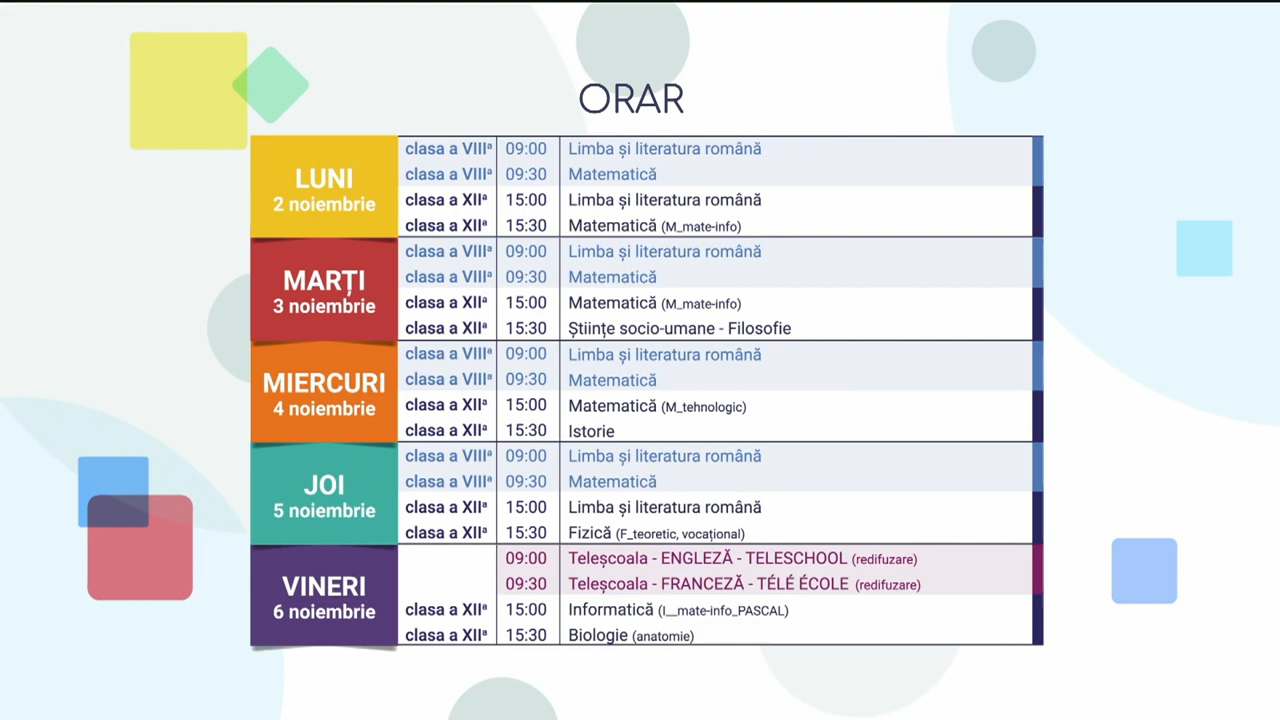 ORAR
LUNI
2 noiembrie
clasa a VIIIª 09:00 Limba și literatura română
clasa a VIIIª 09:30 Matematică
clasa a XIIª 15:00 Limba și literatura română
clasa a XIIª 15:30 Matematică (M_mate-info)
MARȚI
3 noiembrie
clasa a VIIIª 09:00 Limba și literatura română
clasa a VIIIª 09:30 Matematică
clasa a XIIª 15:00 Matematică (M_mate-info)
clasa a XIIª 15:30 Științe socio-umane - Filosofie
MIERCURI
4 noiembrie
clasa a VIIIª 09:00 Limba și literatura română
clasa a VIIIª 09:30 Matematică
clasa a XIIª 15:00 Matematică (M_tehnologic)
clasa a XIIª 15:30 Istorie
JOI
5 noiembrie
clasa a VIIIª 09:00 Limba și literatura română
clasa a VIIIª 09:30 Matematică
clasa a XIIª 15:00 Limba și literatura română
clasa a XIIª 15:30 Fizică (F_teoretic, vocațional)
VINERI
6 noiembrie
09:00 Teleșcoala - ENGLEZĂ - TELESCHOOL (redifuzare)
09:30 Teleșcoala - FRANCEZĂ - TÉLÉ ÉCOLE (redifuzare)
clasa a XIIª 15:00 Informatică (I__mate-info_PASCAL)
clasa a XIIª 15:30 Biologie (anatomie)